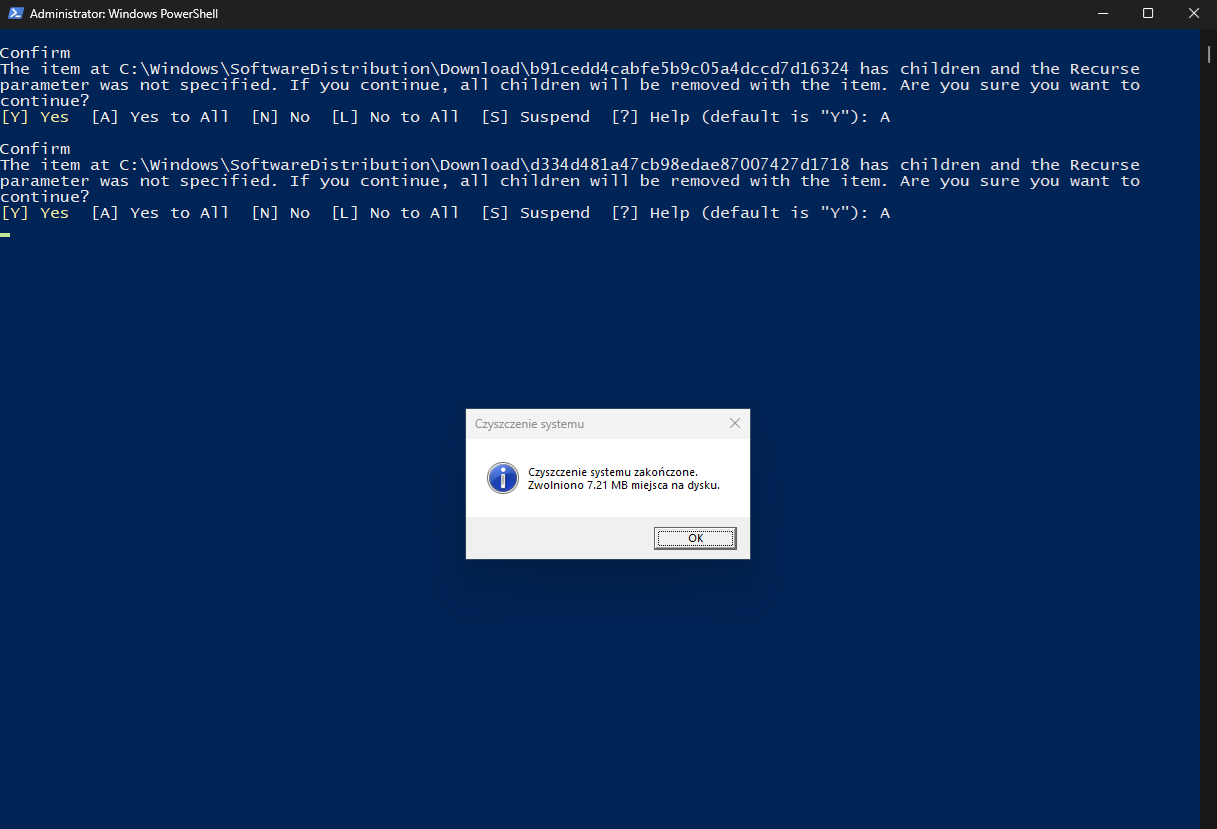 Administrator: Windows PowerShell
Confirm
The item at C:\Windows\SoftwareDistribution\Download\b91cedd4cabfe5b9c05a4dccd7d16324 has children and the Recurse
parameter was not specified. If you continue, all children will be removed with the item. Are you sure you want to
continue?
[Y] Yes  [A] Yes to All  [N] No  [L] No to All  [S] Suspend  [?] Help (default is "Y"): A
Confirm
The item at C:\Windows\SoftwareDistribution\Download\d334d481a47cb98edae87007427d1718 has children and the Recurse
parameter was not specified. If you continue, all children will be removed with the item. Are you sure you want to
continue?
[Y] Yes  [A] Yes to All  [N] No  [L] No to All  [S] Suspend  [?] Help (default is "Y"): A
Czyszczenie systemu
Czyszczenie systemu zakończone.
Zwolniono 7.21 MB miejsca na dysku.
OK